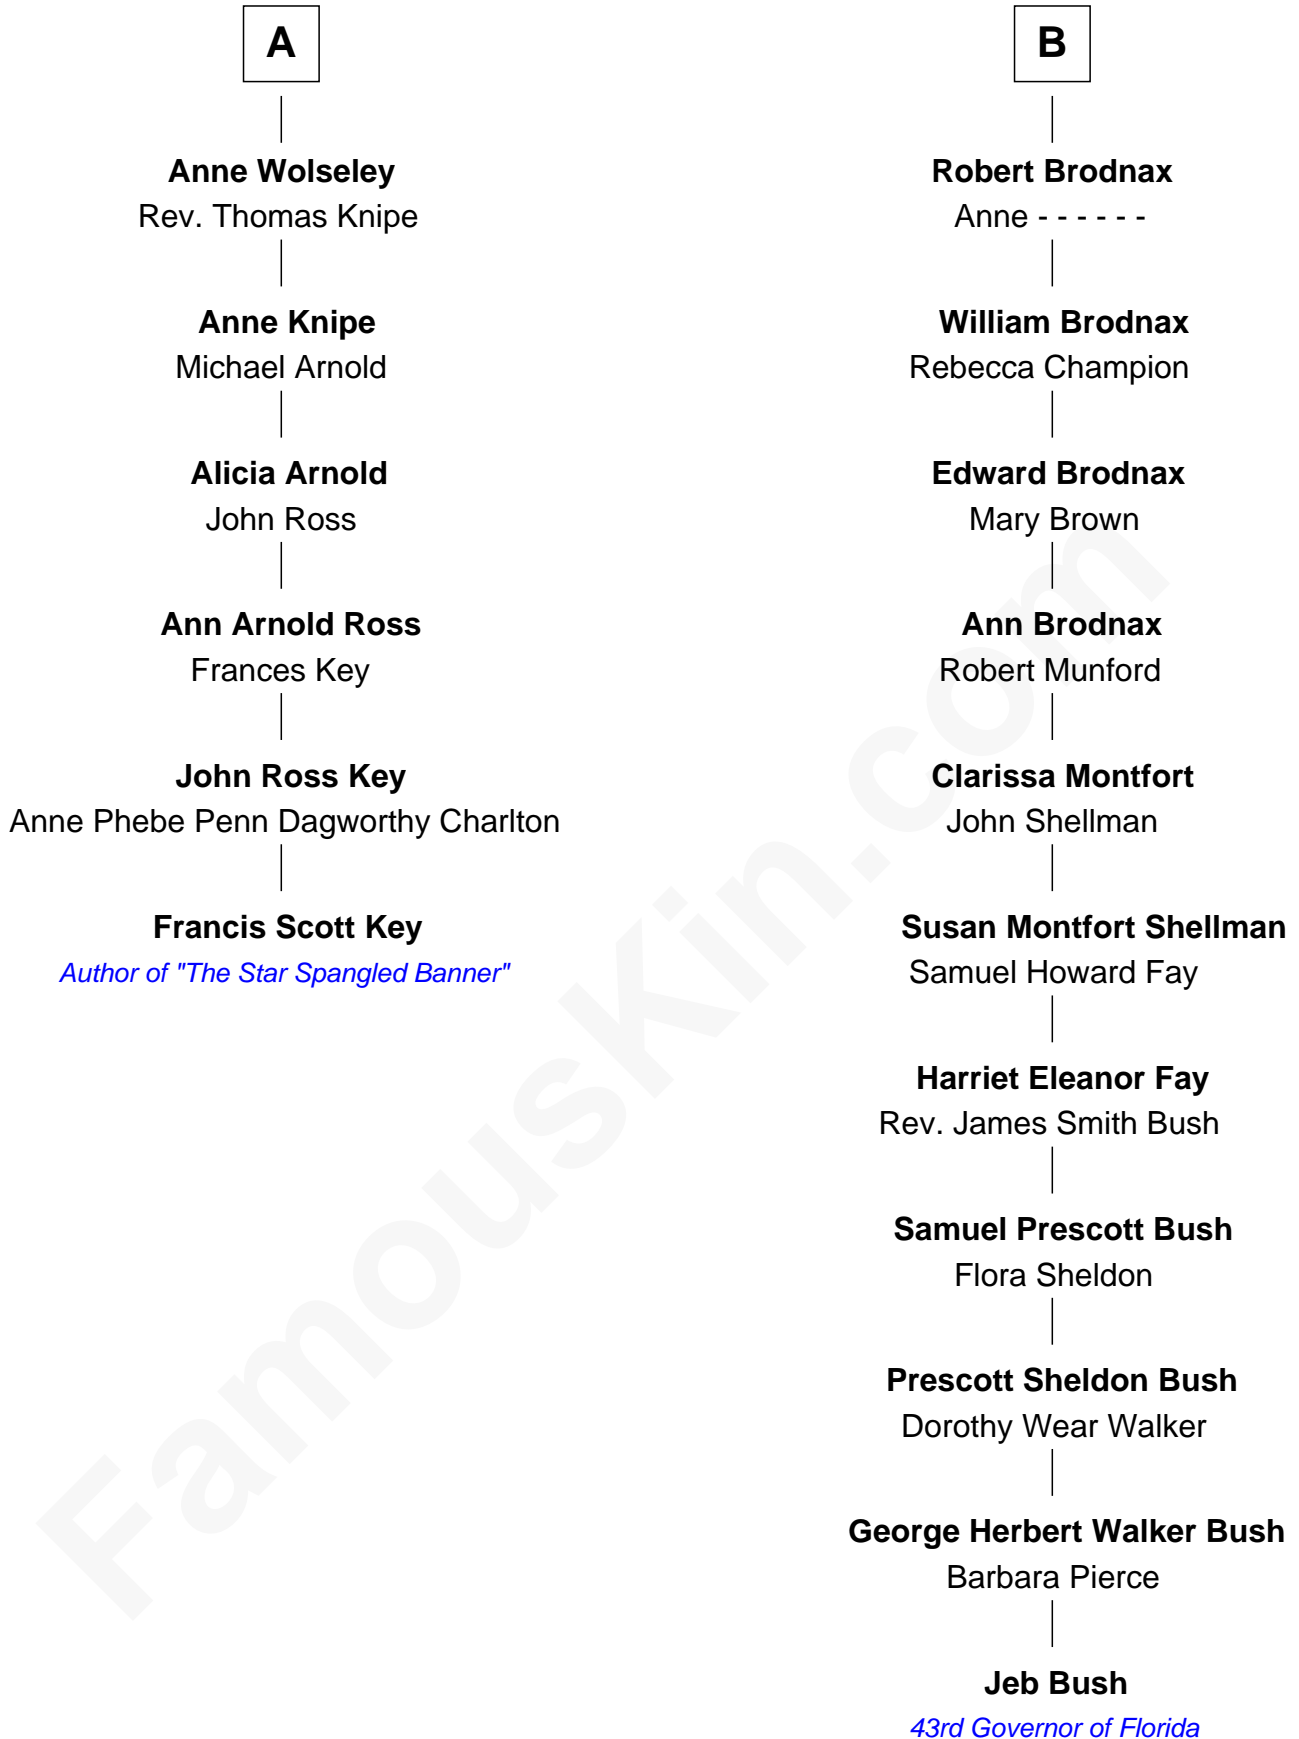 A
Anne Wolseley
Rev. Thomas Knipe
Anne Knipe
Michael Arnold
Alicia Arnold
John Ross
Ann Arnold Ross
Frances Key
John Ross Key
Anne Phebe Penn Dagworthy Charlton
Francis Scott Key
Author of "The Star Spangled Banner"
B
Robert Brodnax
Anne - - - - - -
William Brodnax
Rebecca Champion
Edward Brodnax
Mary Brown
Ann Brodnax
Robert Munford
Clarissa Montfort
John Shellman
Susan Montfort Shellman
Samuel Howard Fay
Harriet Eleanor Fay
Rev. James Smith Bush
Samuel Prescott Bush
Flora Sheldon
Prescott Sheldon Bush
Dorothy Wear Walker
George Herbert Walker Bush
Barbara Pierce
Jeb Bush
43rd Governor of Florida
FamousKin.com